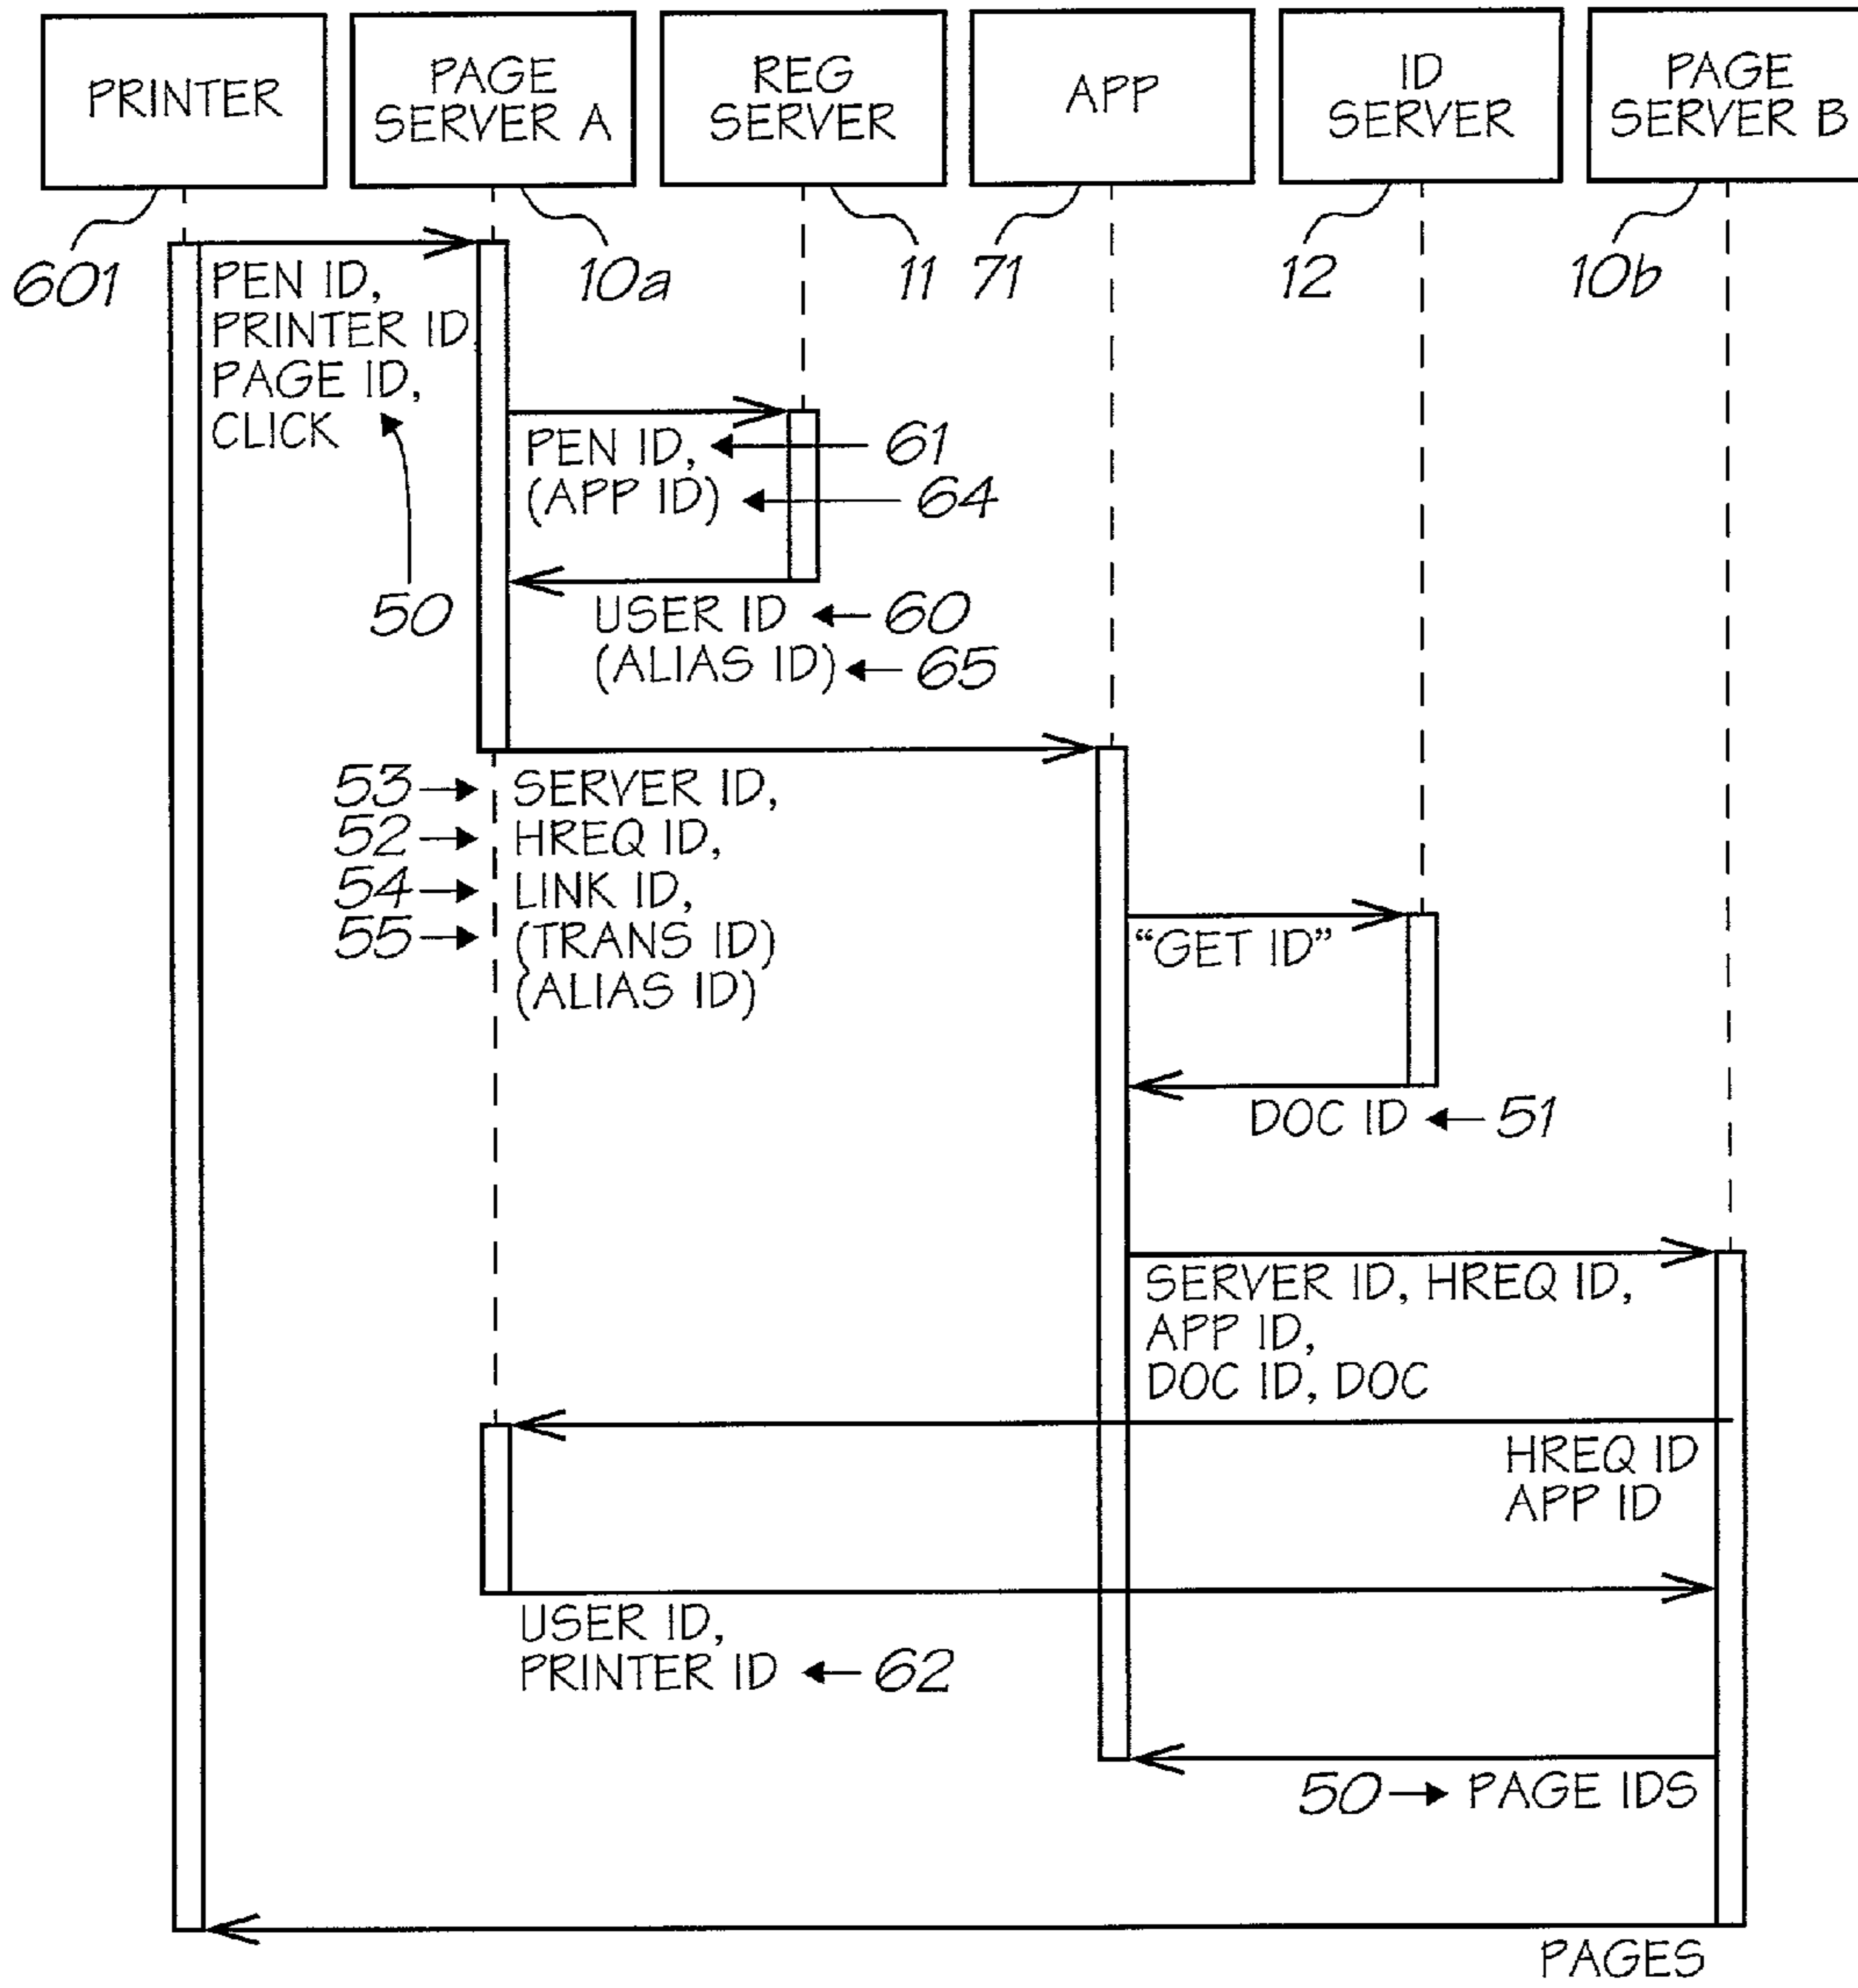 PRINTER
PAGE
SERVER A
REG
SERVER
APP
ID
SERVER
PAGE
SERVER B
601
10a
11
71
12
10b
PEN ID,
PRINTER ID
PAGE ID,
CLICK
50
PEN ID,
61
(APP ID)
64
USER ID
60
(ALIAS ID)
65
53
SERVER ID,
52
HREQ ID,
54
LINK ID,
55
(TRANS ID)
(ALIAS ID)
“GET ID”
DOC ID
51
SERVER ID, HREQ ID,
APP ID,
DOC ID, DOC
HREQ ID
APP ID
USER ID,
PRINTER ID
62
50
PAGE IDS
PAGES